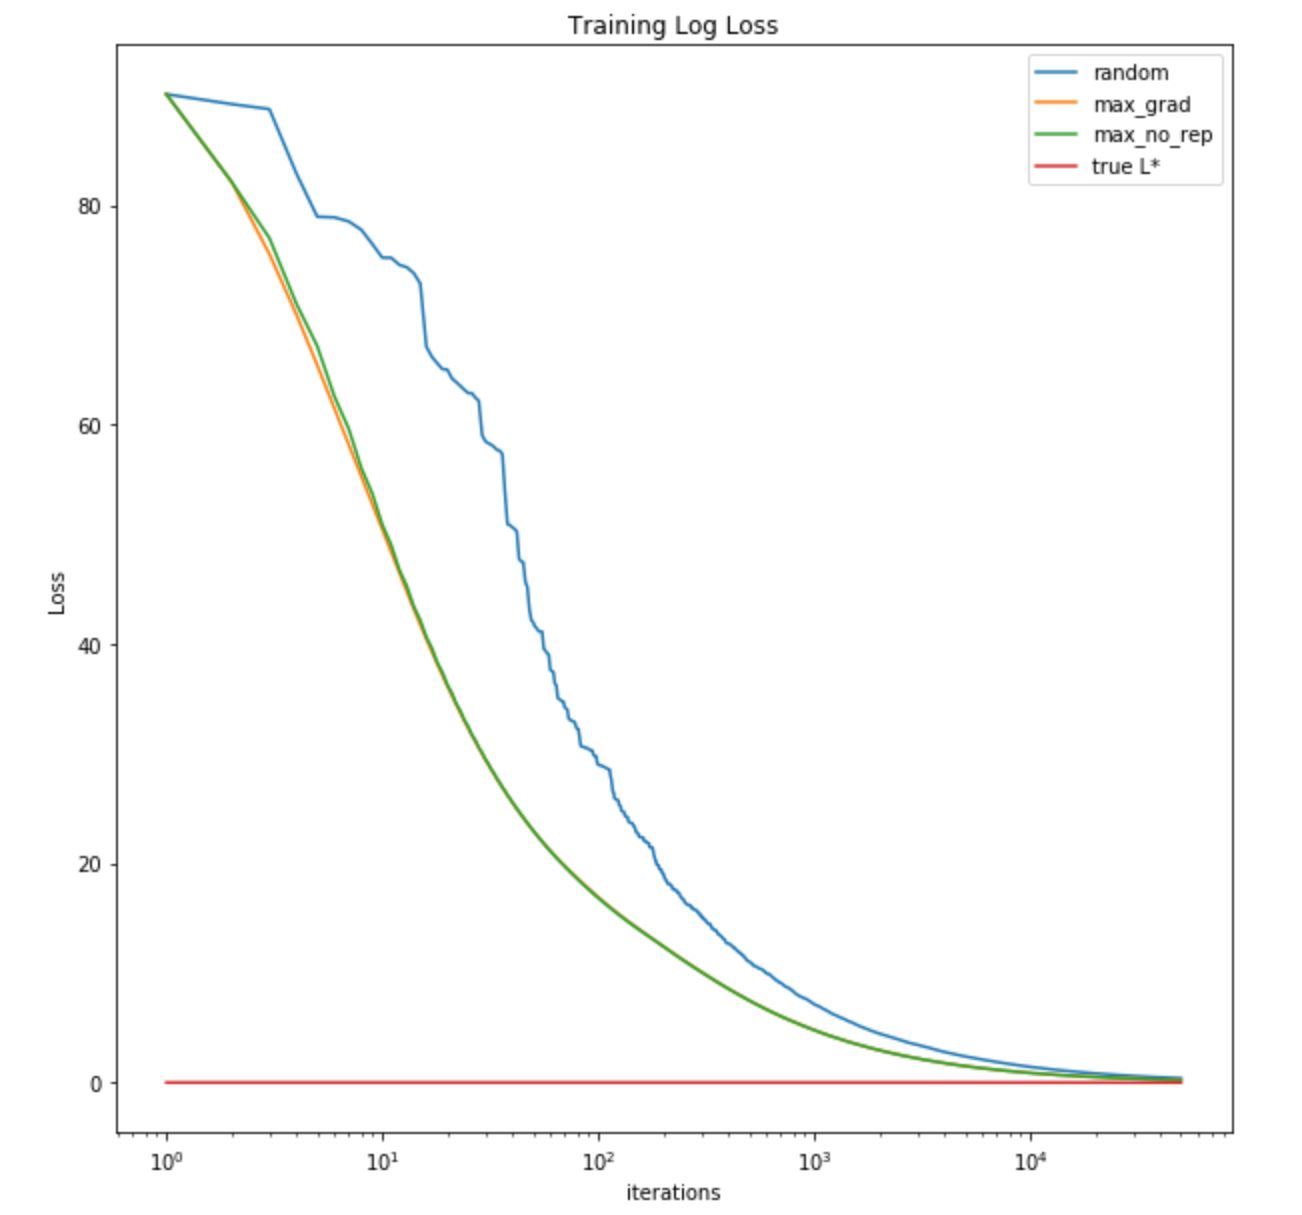 Training Log Loss
random
max_grad
max_no_rep
true L*
80
60
40
20
0
Loss
10⁰ 10¹ 10² 10³ 10⁴
iterations